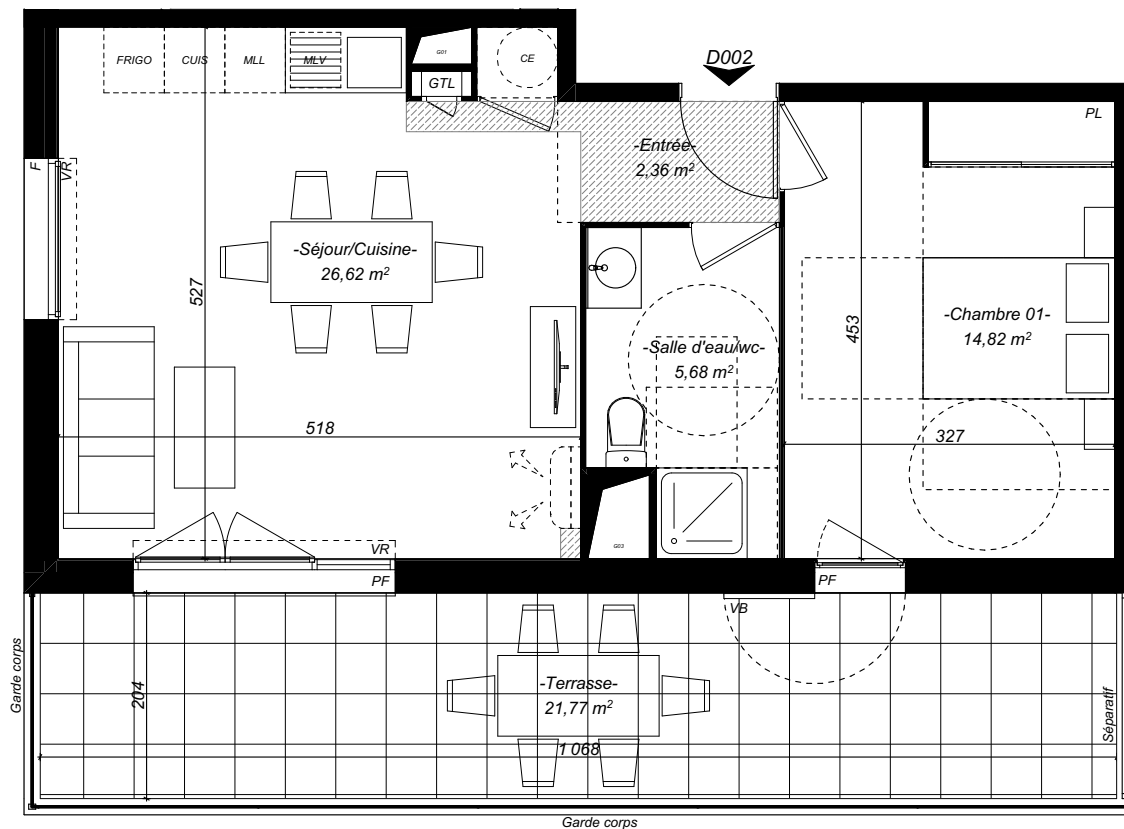 D002
FRIGO
CUIS
MLL
MLV
G01
CE
GTL
PL
F
VR
-Entrée-
2,36 m²
-Séjour/Cuisine-
26,62 m²
527
453
-Chambre 01-
14,82 m²
-Salle d'eau/wc-
5,68 m²
518
327
G03
VR
PF
PF
VB
Garde corps
204
-Terrasse-
21,77 m²
1 068
Séparatif
Garde corps